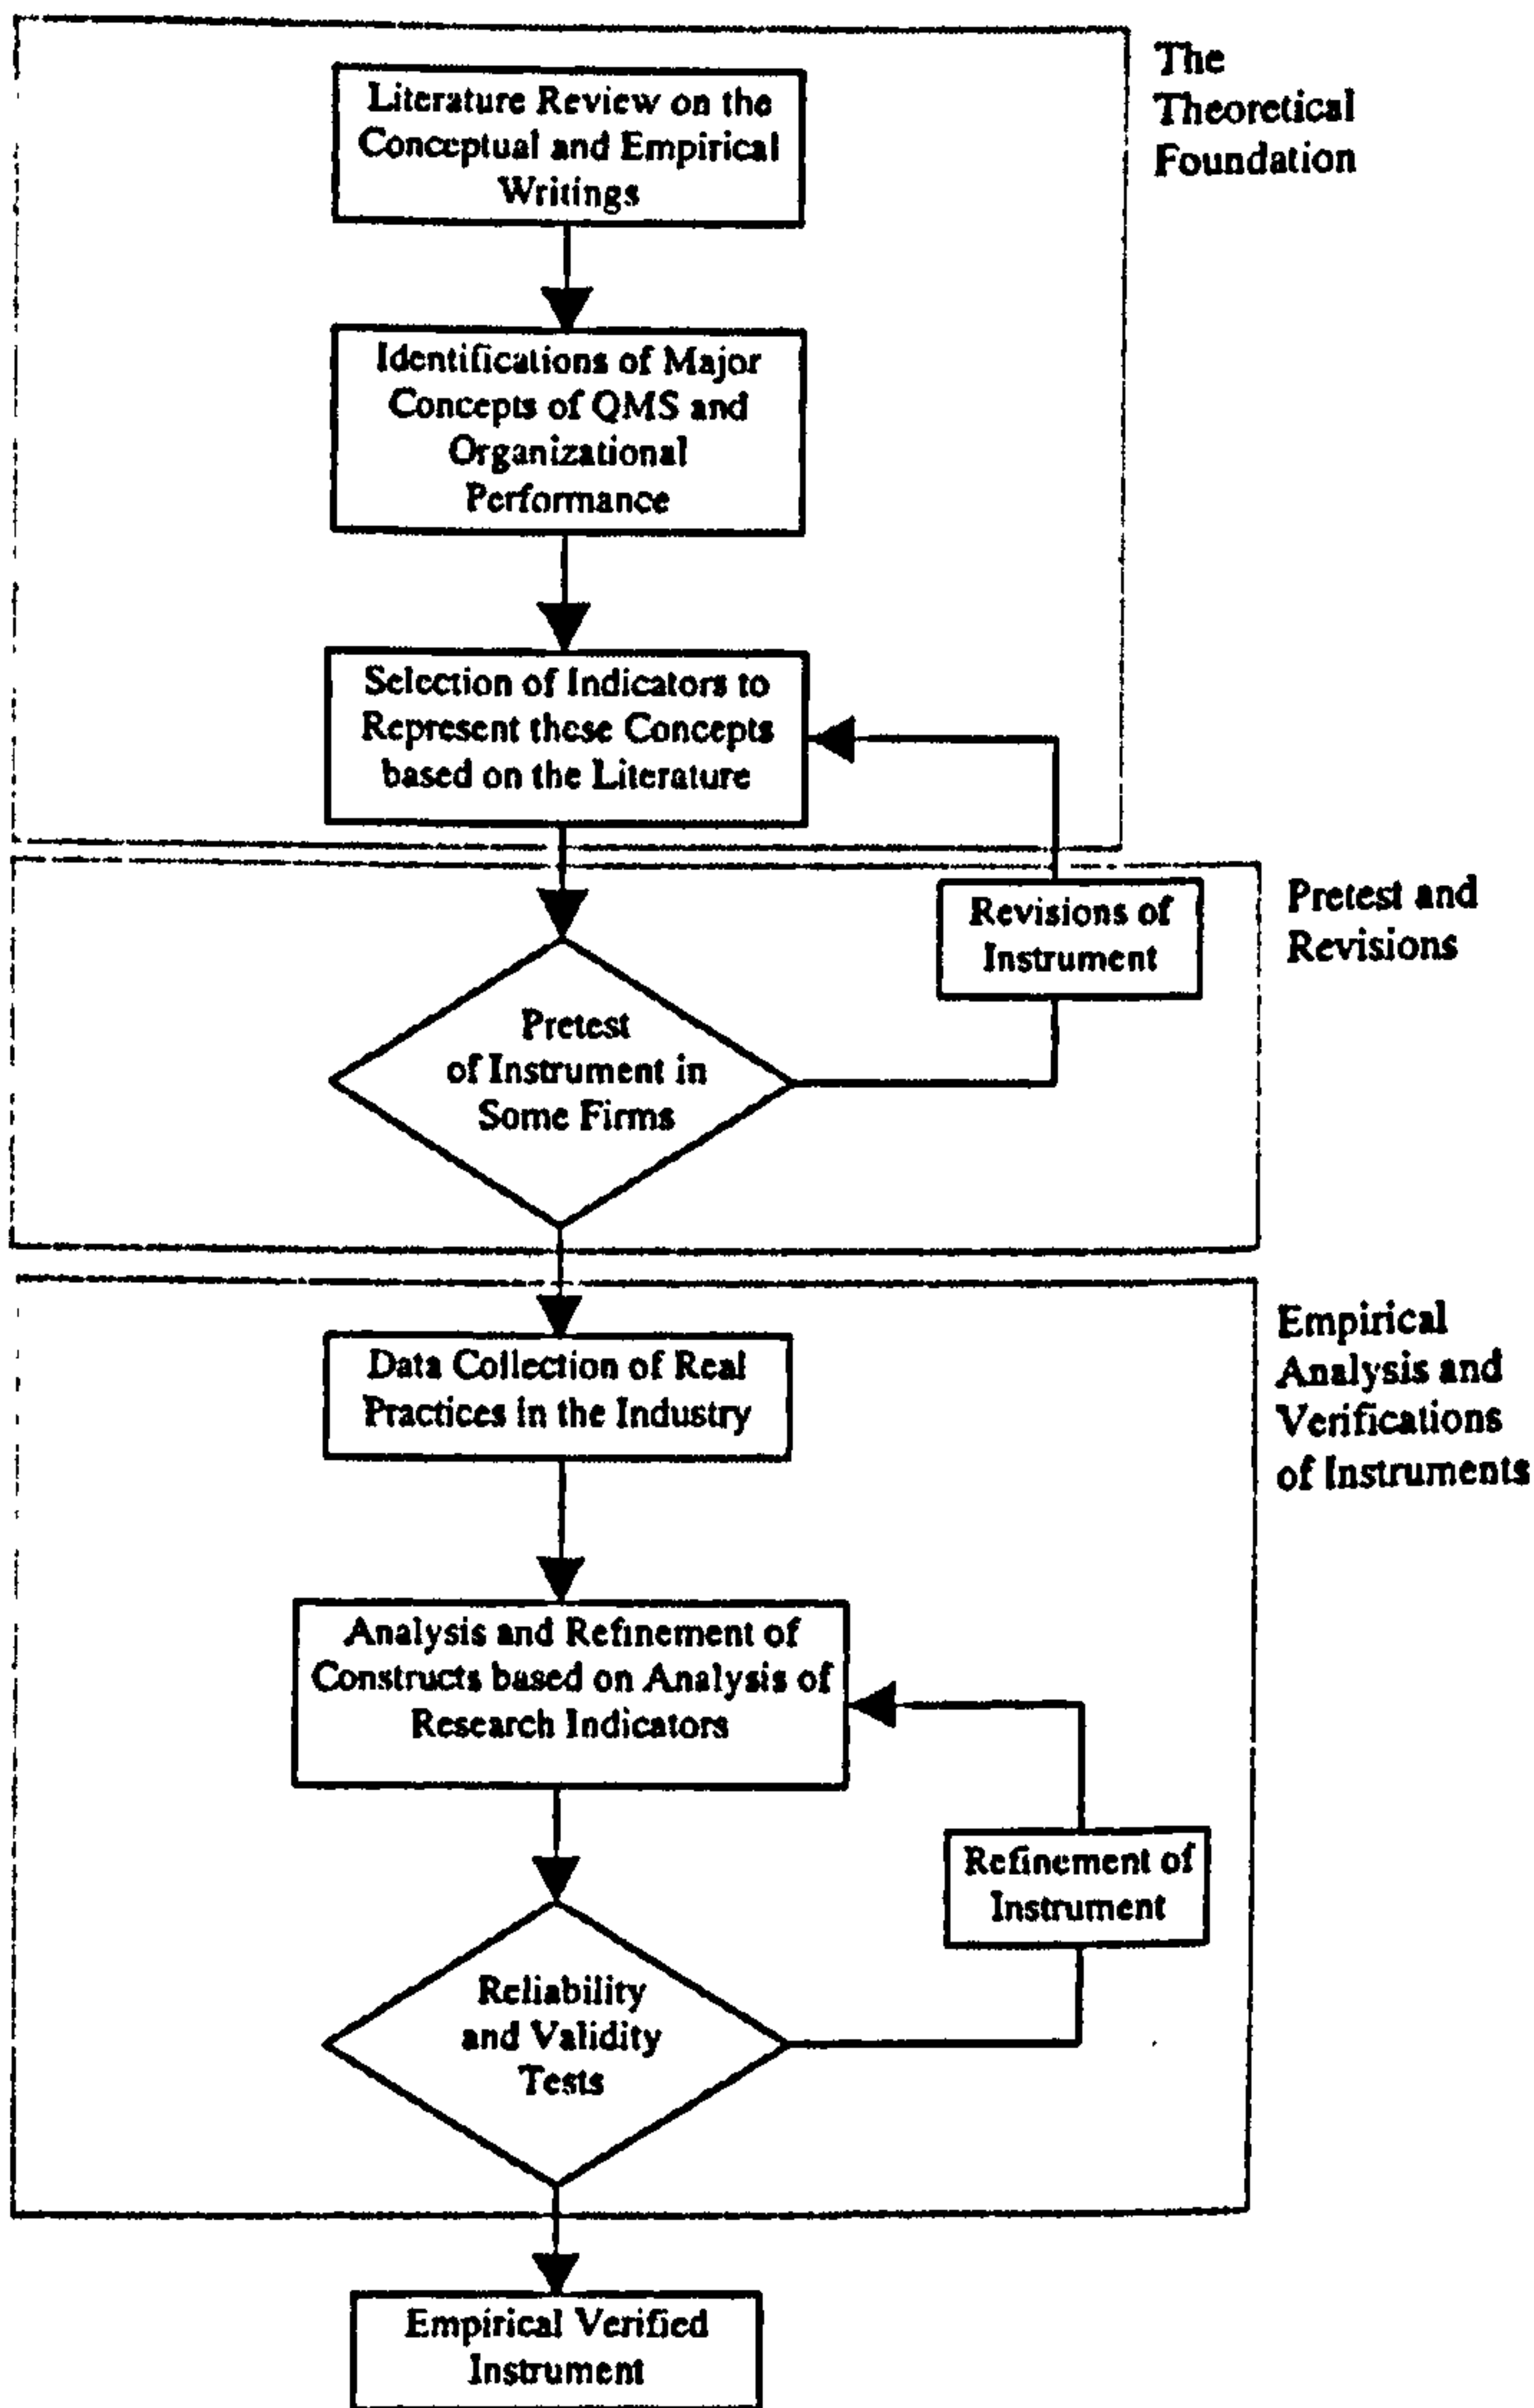 The
Theoretical
Foundation
Literature Review on the
Conceptual and Empirical
Writings
Identifications of Major
Concepts of QMS and
Organizational
Performance
Selection of Indicators to
Represent these Concepts
based on the Literature
Pretest and
Revisions
Revisions of
Instrument
Pretest
of Instrument in
Some Firms
Empirical
Analysis and
Verifications
of Instruments
Data Collection of Real
Practices in the Industry
Analysis and Refinement of
Constructs based on Analysis of
Research Indicators
Refinement of
Instrument
Reliability
and Validity
Tests
Empirical Verified
Instrument